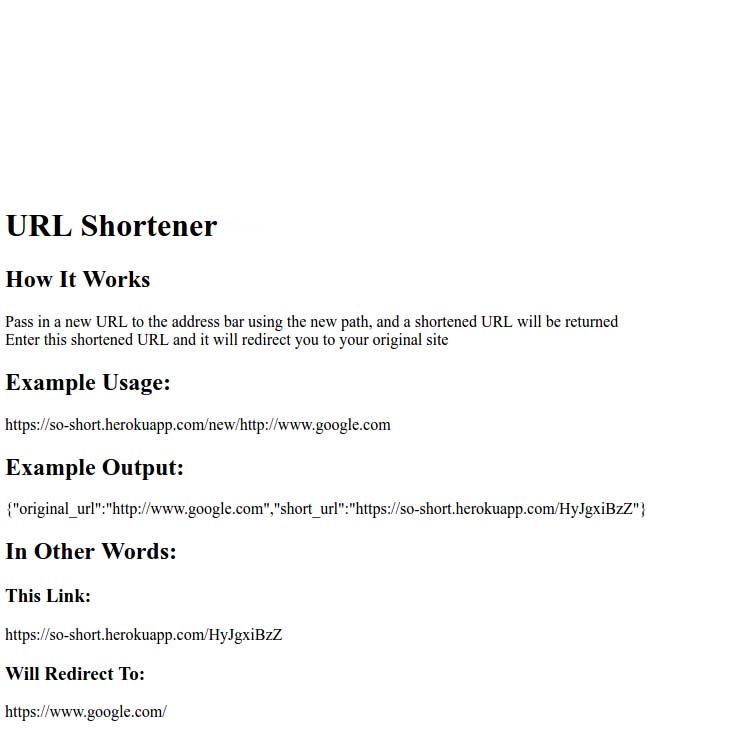 URL Shortener
How It Works
Pass in a new URL to the address bar using the new path, and a shortened URL will be returned
Enter this shortened URL and it will redirect you to your original site
Example Usage:
https://so-short.herokuapp.com/new/http://www.google.com
Example Output:
{"original_url":"http://www.google.com","short_url":"https://so-short.herokuapp.com/HyJgxiBzZ"}
In Other Words:
This Link:
https://so-short.herokuapp.com/HyJgxiBzZ
Will Redirect To:
https://www.google.com/